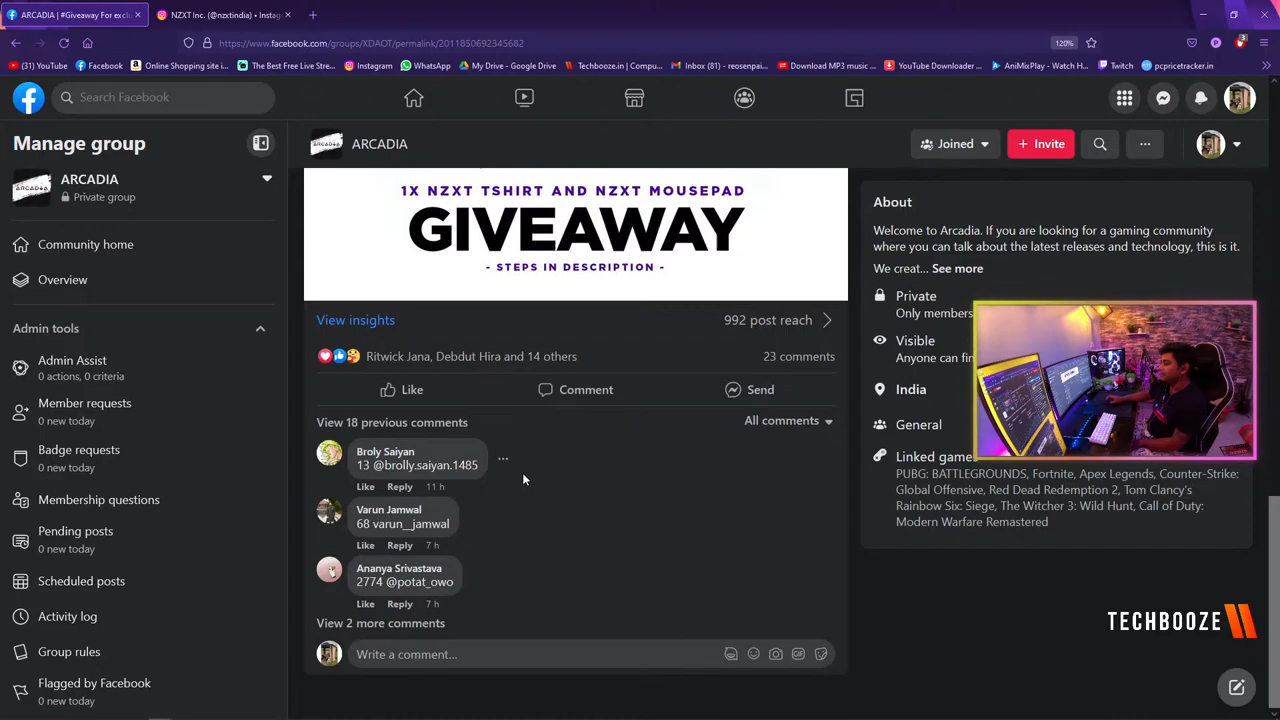 ARCADIA | #Giveaway For exclu
NZXT Inc. (@nzxtindia) • Instag
https://www.facebook.com/groups/XDAOT/permalink/2011850692345682
120%
(31) YouTube
Facebook
Online Shopping site i...
The Best Free Live Stre...
Instagram
WhatsApp
My Drive - Google Drive
Techbooze.in | Compu...
Inbox (81) - reosenpai...
Download MP3 music ...
YouTube Downloader ...
AniMixPlay - Watch H...
Twitch
pcpricetracker.in
Search Facebook
Manage group
ARCADIA
Private group
Community home
Overview
Admin tools
Admin Assist
0 actions, 0 criteria
Member requests
0 new today
Badge requests
0 new today
Membership questions
Pending posts
0 new today
Scheduled posts
Activity log
Group rules
Flagged by Facebook
0 new today
ARCADIA
Joined
+ Invite
1X NZXT TSHIRT AND NZXT MOUSEPAD
GIVEAWAY
- STEPS IN DESCRIPTION -
View insights
992 post reach
Ritwick Jana, Debdut Hira and 14 others
23 comments
Like
Comment
Send
View 18 previous comments
All comments
Broly Saiyan
13 @brolly.saiyan.1485
Like Reply 11 h
Varun Jamwal
68 varun__jamwal
Like Reply 7 h
Ananya Srivastava
2774 @potat_owo
Like Reply 7 h
View 2 more comments
Write a comment...
About
Welcome to Arcadia. If you are looking for a gaming community
where you can talk about the latest releases and technology, this is it.
We creat... See more
Private
Only members
Visible
Anyone can fin
India
General
Linked game
PUBG: BATTLEGROUNDS, Fortnite, Apex Legends, Counter-Strike:
Global Offensive, Red Dead Redemption 2, Tom Clancy's
Rainbow Six: Siege, The Witcher 3: Wild Hunt, Call of Duty:
Modern Warfare Remastered
TECHBOOZE